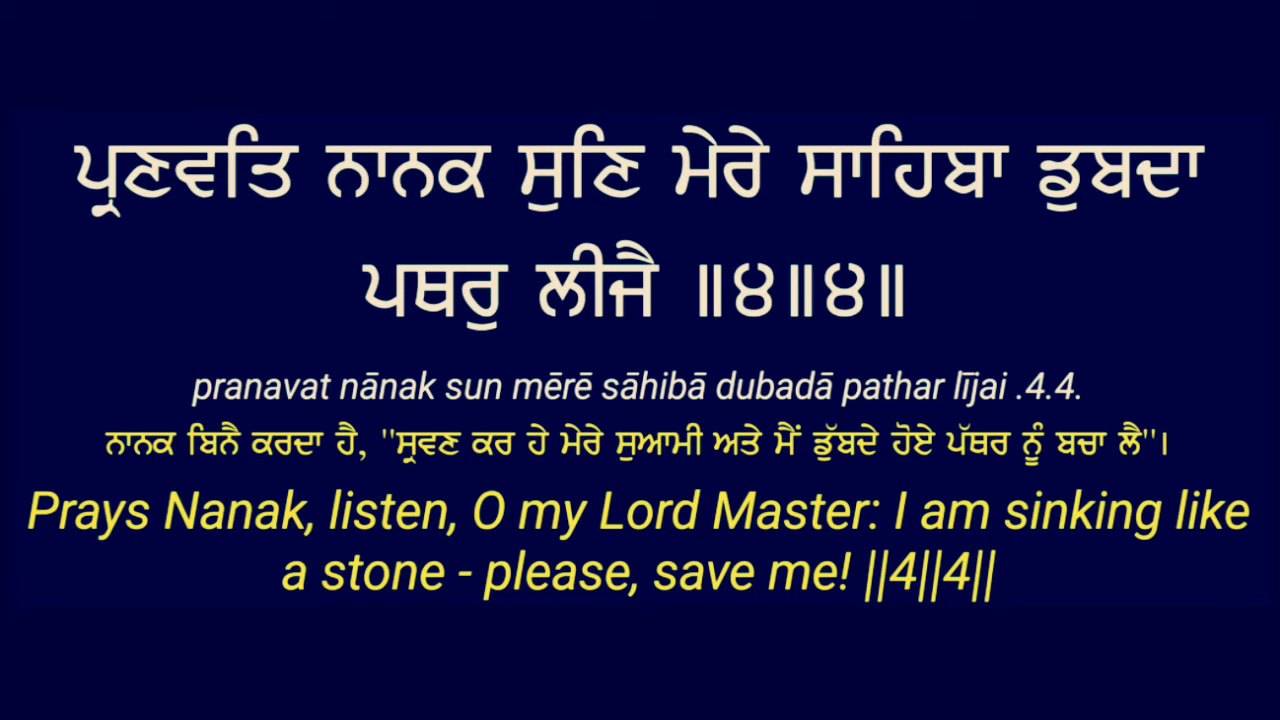 ਪ੍ਰਣਵਤਿ ਨਾਨਕ ਸੁਣਿ ਮੇਰੇ ਸਾਹਿਬਾ ਡੁਬਦਾ
ਪਥਰੁ ਲੀਜੈ ॥੪॥੪॥
pranavat nānak sun mērē sāhibā dubadā pathar lījai .4.4.
ਨਾਨਕ ਬਿਨੈ ਕਰਦਾ ਹੈ, "ਸ੍ਰਵਣ ਕਰ ਹੇ ਮੇਰੇ ਸੁਆਮੀ ਅਤੇ ਮੈਂ ਡੁੱਬਦੇ ਹੋਏ ਪੱਥਰ ਨੂੰ ਬਚਾ ਲੈ"।
Prays Nanak, listen, O my Lord Master: I am sinking like
a stone - please, save me! ||4||4||